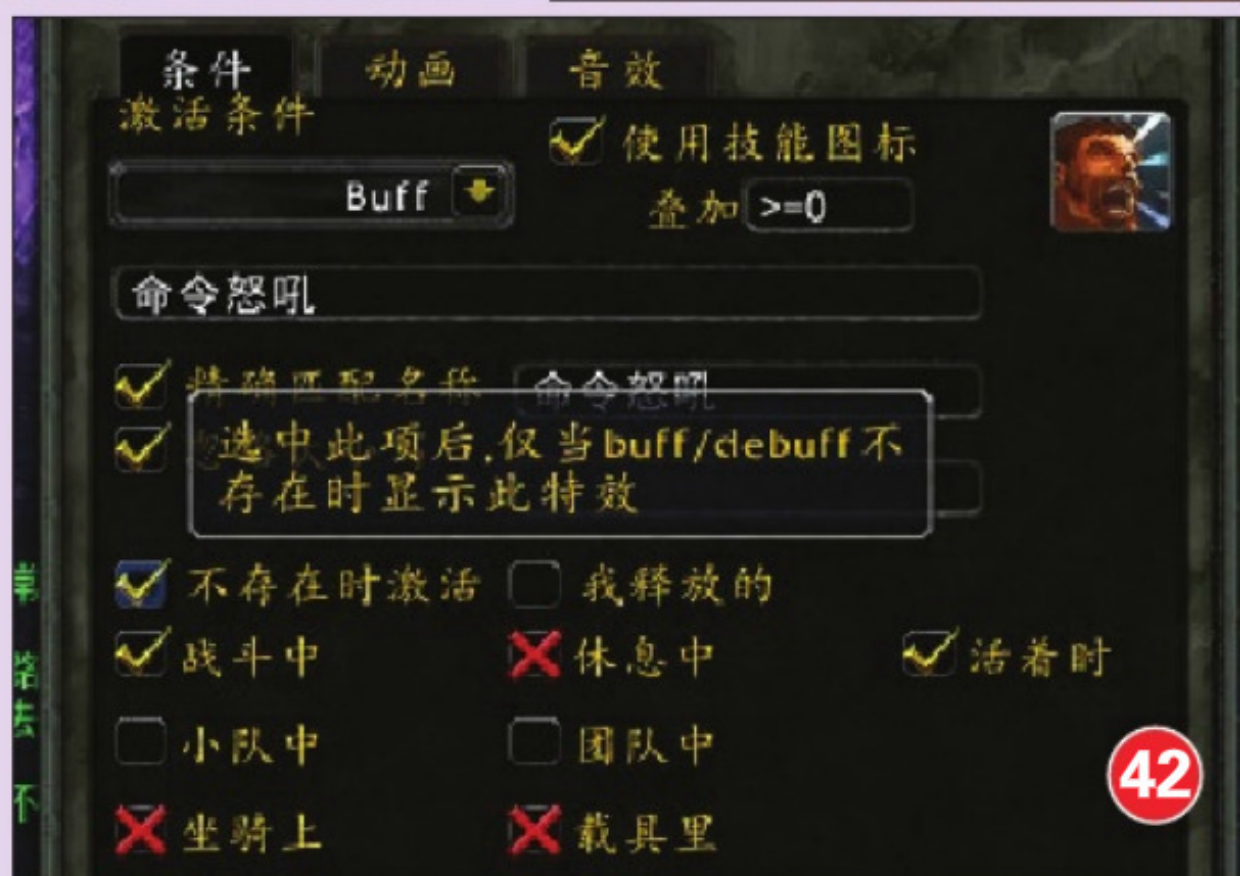 条件 动画 音效
激活条件
使用技能图标
Buff
叠加 >=0
命令怒吼
精确匹配名称 命令怒吼
选中此项后,仅当buff/debuff不
存在时显示此特效
不存在时激活 我释放的
战斗中 休息中 活着时
小队中 团队中
坐骑上 载具里
42